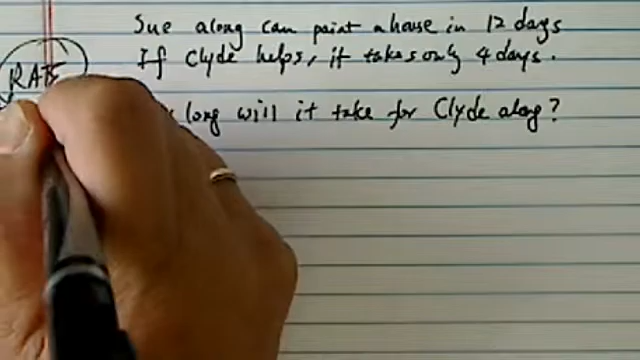 Sue along can paint a house in 12 days
If Clyde helps, it takes only 4 days.
RATE
long will it take for Clyde along?